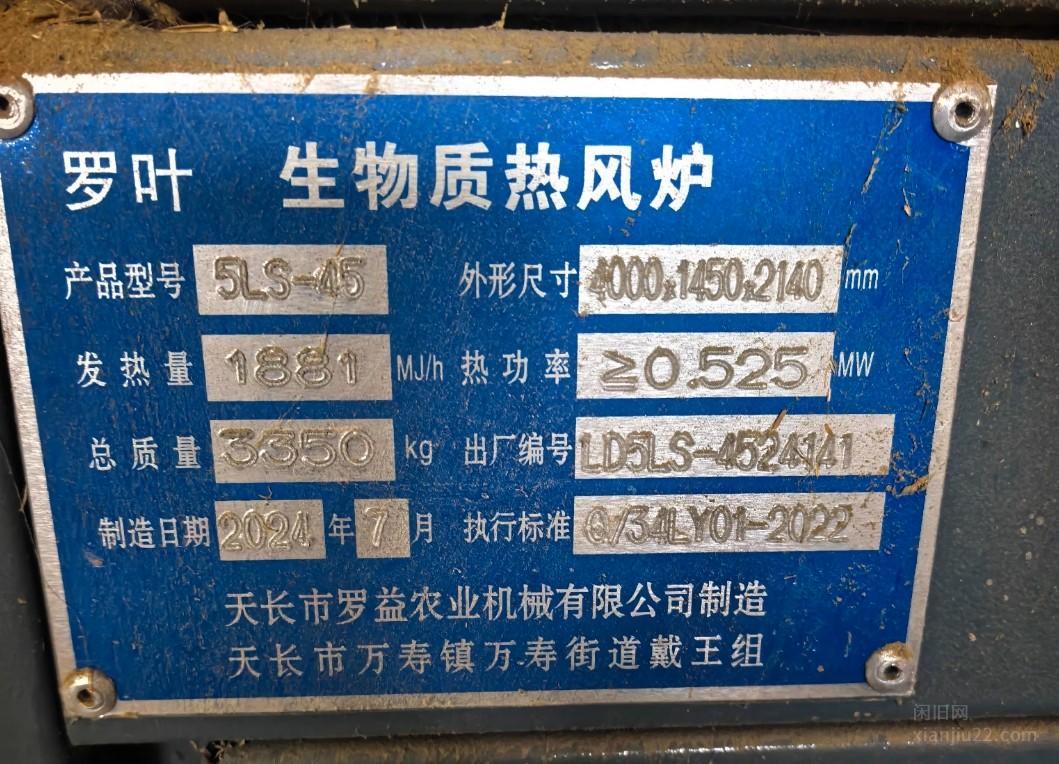 罗叶 生物质热风炉
产品型号 5LS-45 外形尺寸 4000x1450x2140 mm
发热量 1881 MJ/h 热功率 ≥0.525 MW
总质量 3350 kg 出厂编号 LD5LS-4524141
制造日期 2024 年 7 月 执行标准 Q/34LY01-2022
天长市罗益农业机械有限公司制造
天长市万寿镇万寿街道戴王组
闲旧网
xianjiu22.com